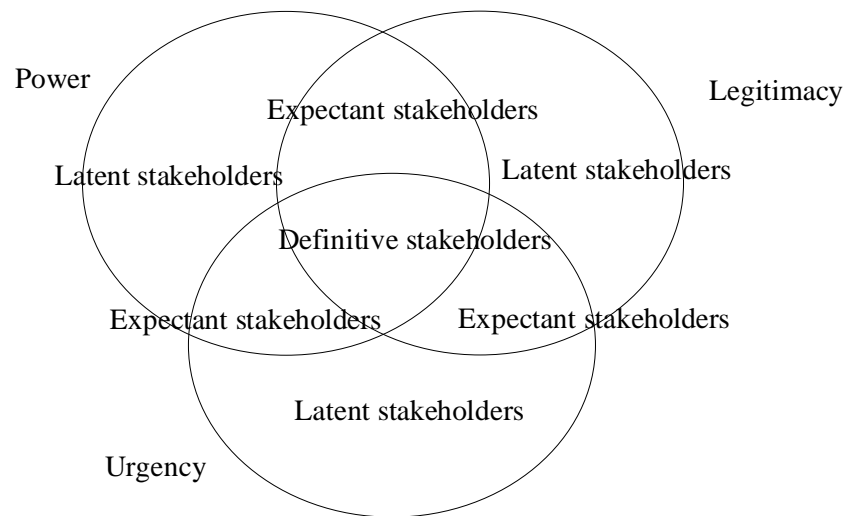 Power
Legitimacy
Expectant stakeholders
Latent stakeholders
Latent stakeholders
Definitive stakeholders
Expectant stakeholders
Expectant stakeholders
Latent stakeholders
Urgency